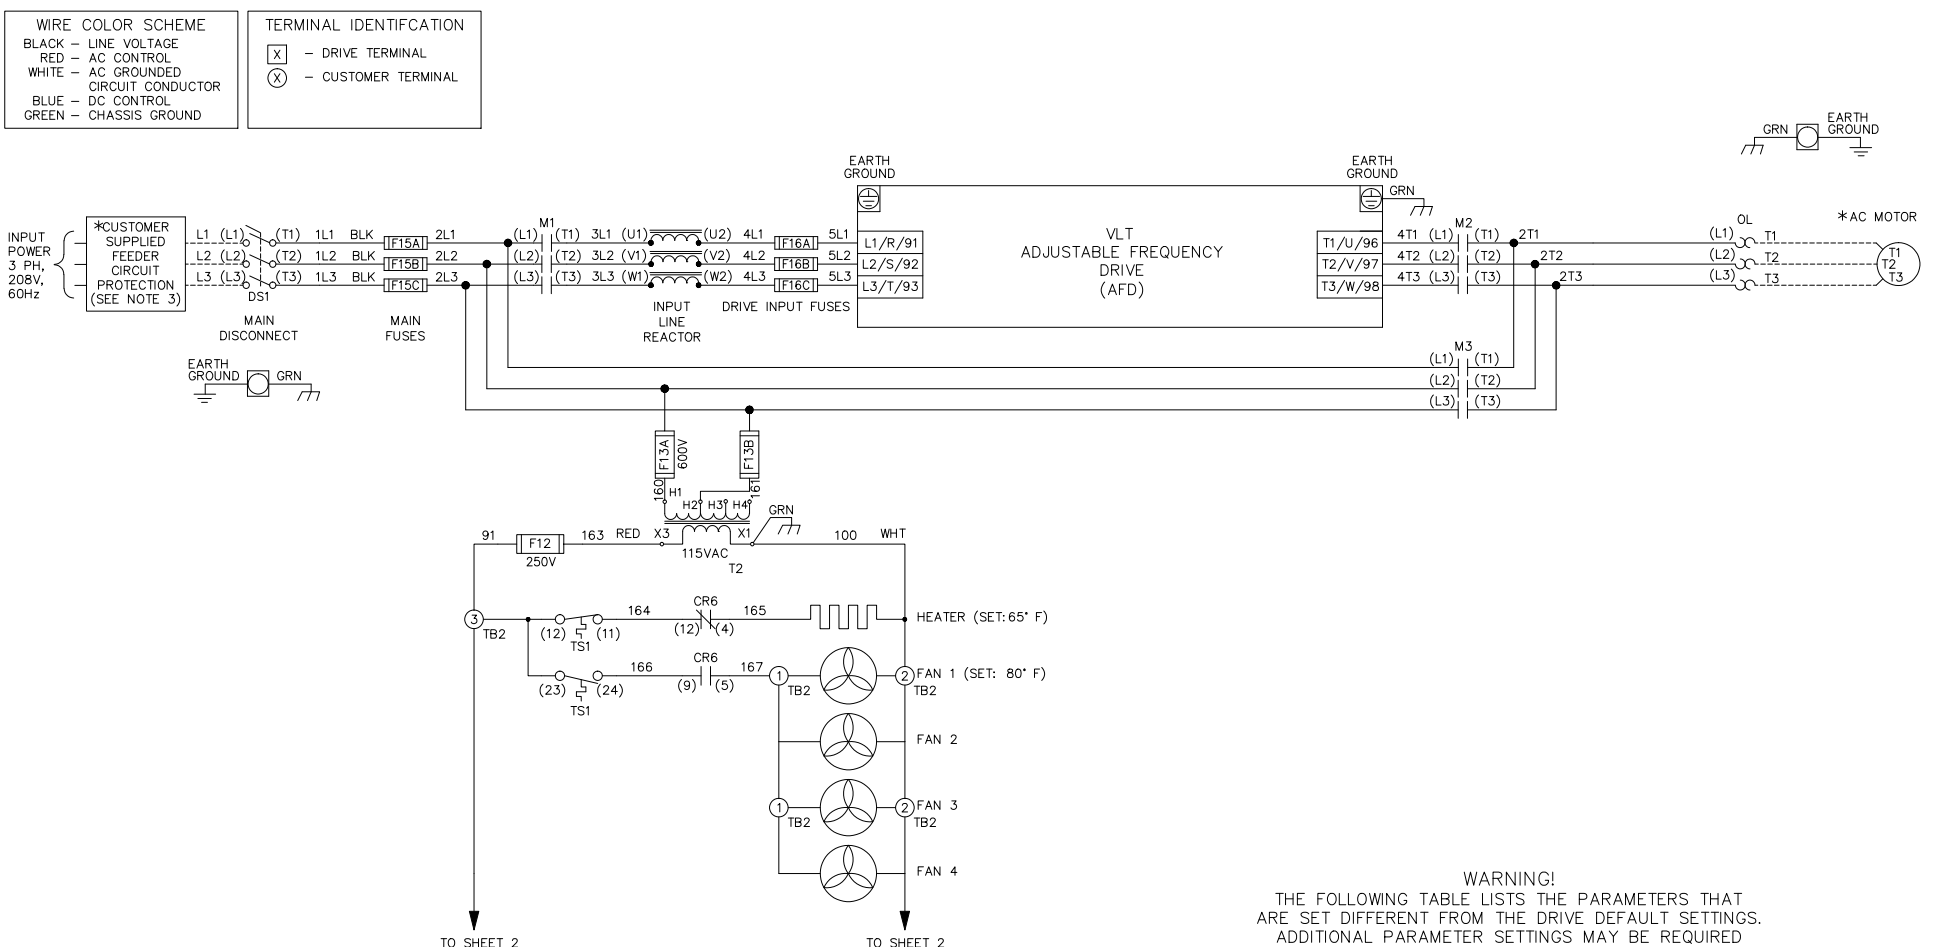 WIRE COLOR SCHEME
BLACK – LINE VOLTAGE
RED – AC CONTROL
WHITE – AC GROUNDED
CIRCUIT CONDUCTOR
BLUE – DC CONTROL
GREEN – CHASSIS GROUND
TERMINAL IDENTIFCATION
X – DRIVE TERMINAL
X – CUSTOMER TERMINAL
GRN
EARTH
GROUND
INPUT
POWER
3 PH,
208V,
60Hz
*CUSTOMER
SUPPLIED
FEEDER
CIRCUIT
PROTECTION
(SEE NOTE 3)
L1 (L1) (T1) 1L1 BLK F15A 2L1
L2 (L2) (T2) 1L2 BLK F15B 2L2
L3 (L3) (T3) 1L3 BLK F15C 2L3
DS1
MAIN
DISCONNECT
MAIN
FUSES
EARTH
GROUND
GRN
M1
(L1) (T1) 3L1 (U1) (U2) 4L1 F16A 5L1
(L2) (T2) 3L2 (V1) (V2) 4L2 F16B 5L2
(L3) (T3) 3L3 (W1) (W2) 4L3 F16C 5L3
INPUT
LINE
REACTOR
DRIVE INPUT FUSES
EARTH
GROUND
L1/R/91
L2/S/92
L3/T/93
VLT
ADJUSTABLE FREQUENCY
DRIVE
(AFD)
EARTH
GROUND
GRN
T1/U/96
T2/V/97
T3/W/98
M2
4T1 (L1) (T1) 2T1
4T2 (L2) (T2) 2T2
4T3 (L3) (T3) 2T3
OL
(L1) T1
(L2) T2
(L3) T3
*AC MOTOR
T1
T2
T3
M3
(L1) (T1)
(L2) (T2)
(L3) (T3)
F13A
600V
F13B
160
161
H1
H2 H3 H4
GRN
91 F12 163 RED X3 X1 100 WHT
250V
115VAC
T2
3
TB2
(12) (11)
TS1
164
CR6
(12) (4)
165
HEATER (SET:65° F)
(23) (24)
TS1
166
CR6
(9) (5)
167
1
TB2
2
TB2
FAN 1 (SET: 80° F)
FAN 2
1
TB2
2
TB2
FAN 3
FAN 4
TO SHEET 2
TO SHEET 2
WARNING!
THE FOLLOWING TABLE LISTS THE PARAMETERS THAT
ARE SET DIFFERENT FROM THE DRIVE DEFAULT SETTINGS.
ADDITIONAL PARAMETER SETTINGS MAY BE REQUIRED